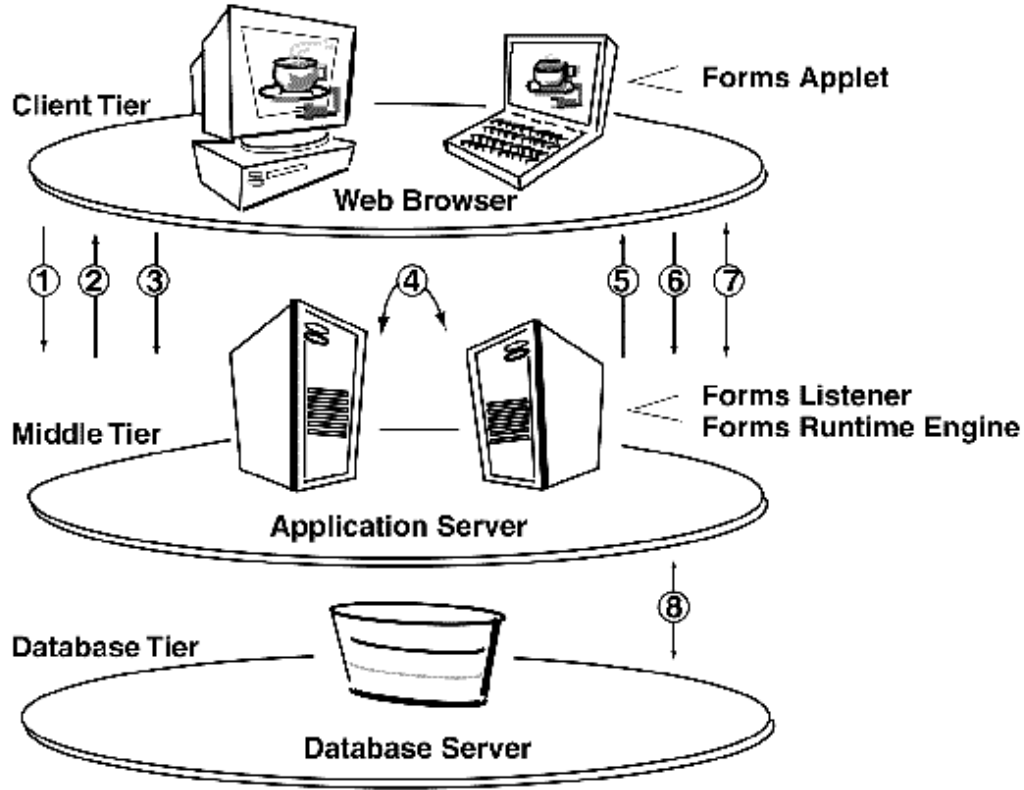 Forms Applet
Client Tier
Web Browser
1 2 3 4 5 6 7
Forms Listener
Forms Runtime Engine
Middle Tier
Application Server
8
Database Tier
Database Server